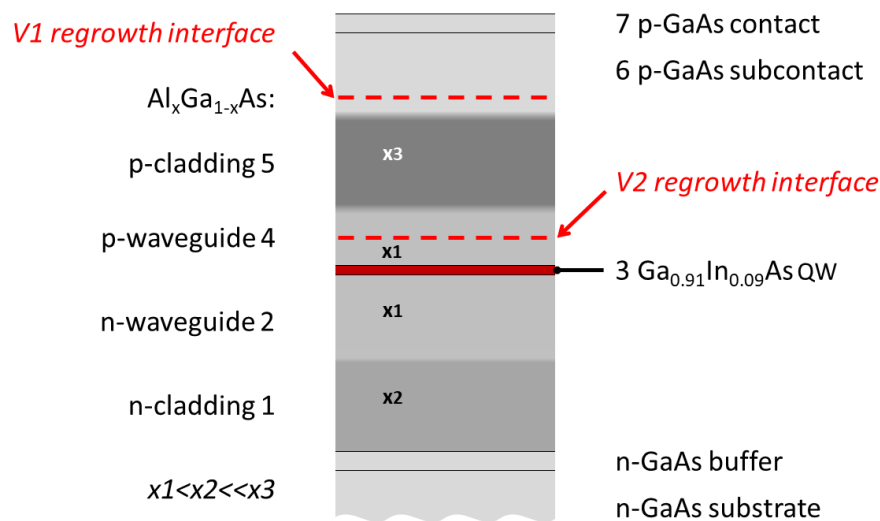 V1 regrowth interface
AlxGa1-xAs:
p-cladding 5
p-waveguide 4
n-waveguide 2
n-cladding 1
x1<x2<<x3
x3
x1
x1
x2
7 p-GaAs contact
6 p-GaAs subcontact
V2 regrowth interface
3 Ga0.91In0.09As QW
n-GaAs buffer
n-GaAs substrate